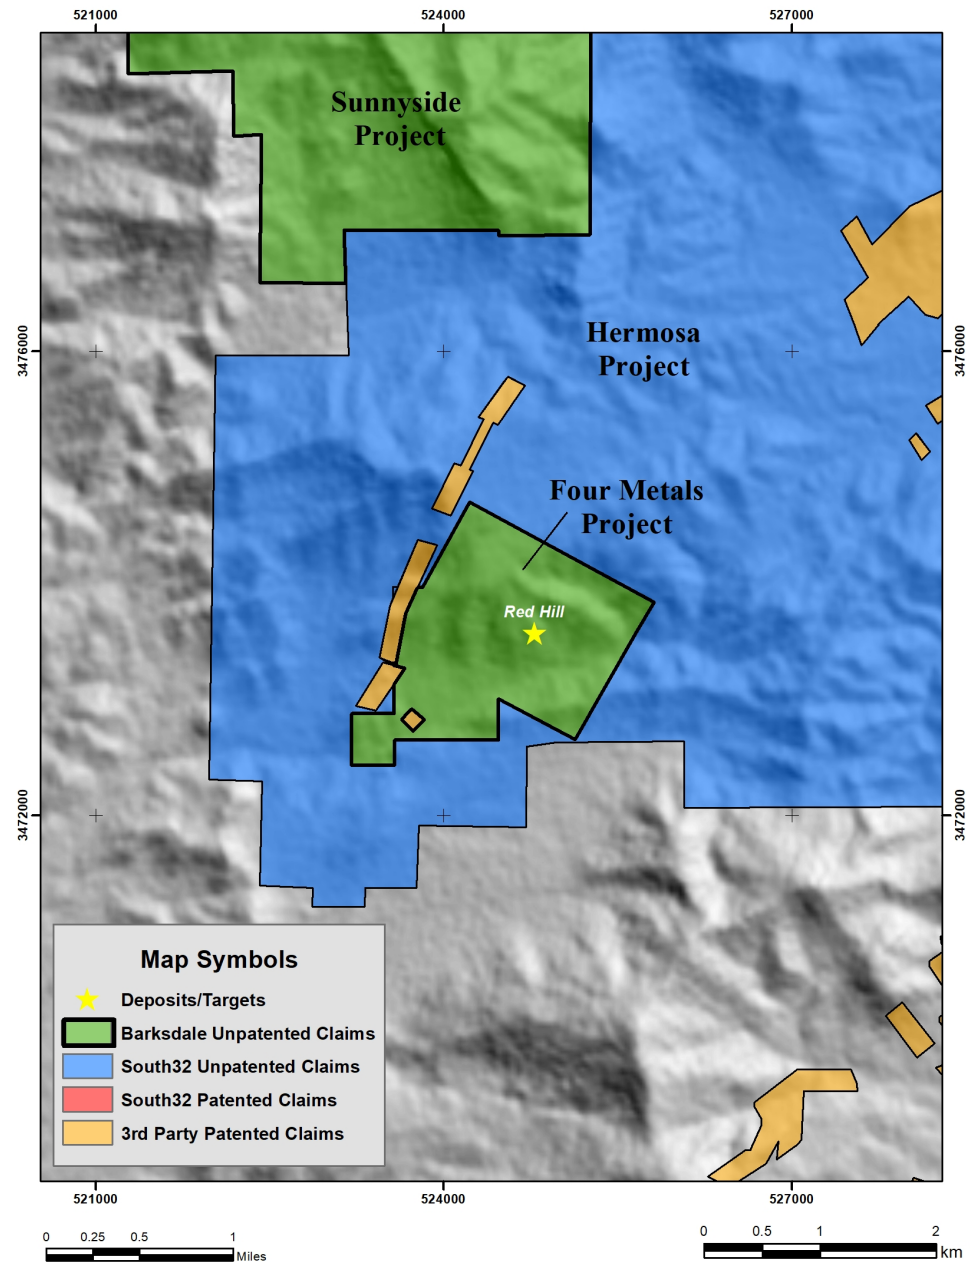 521000
524000
527000
Sunnyside
Project
3476000
3476000
Hermosa
Project
Four Metals
Project
Red Hill
3472000
3472000
Map Symbols
Deposits/Targets
Barksdale Unpatented Claims
South32 Unpatented Claims
South32 Patented Claims
3rd Party Patented Claims
521000
524000
527000
0 0.25 0.5 1
Miles
0 0.5 1 2
km